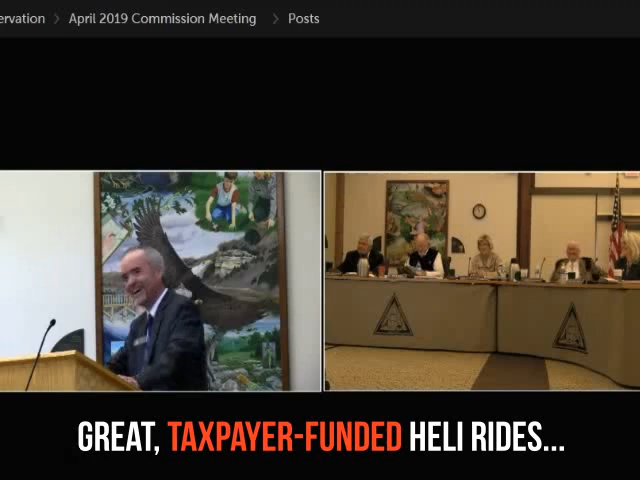 ervation > April 2019 Commission Meeting > Posts
GREAT, TAXPAYER-FUNDED HELI RIDES...